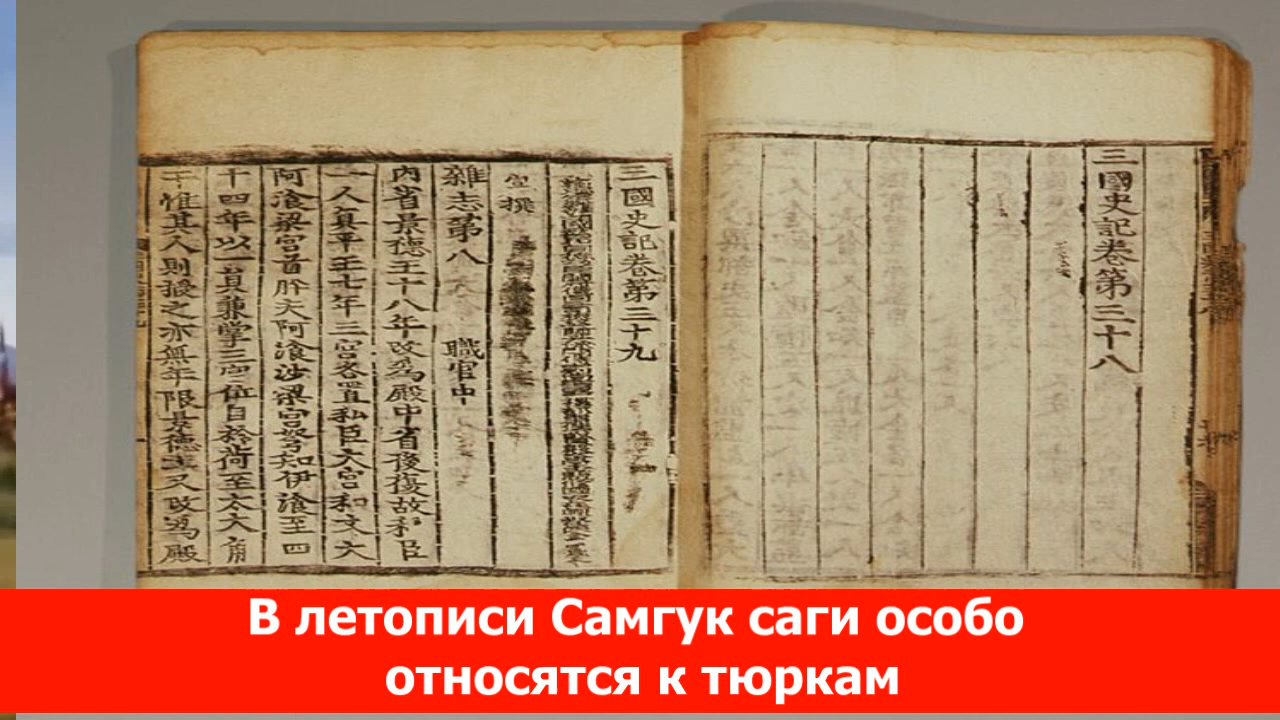 三國史記卷第三十八
三國史記卷第三十九
宣撰
雜志第八 職官中
內省景德王十八年改爲殿中省後復故私臣
一人眞平王七年三宮各置私臣大宮和文大
阿飡梁宮首肹夫阿飡沙梁宮弩知伊飡至四
十四年以一員兼掌三宮位自衿荷至太大角
干惟其人則授之亦無年限景德王又改爲殿
В летописи Самгук саги особо
относятся к тюркам